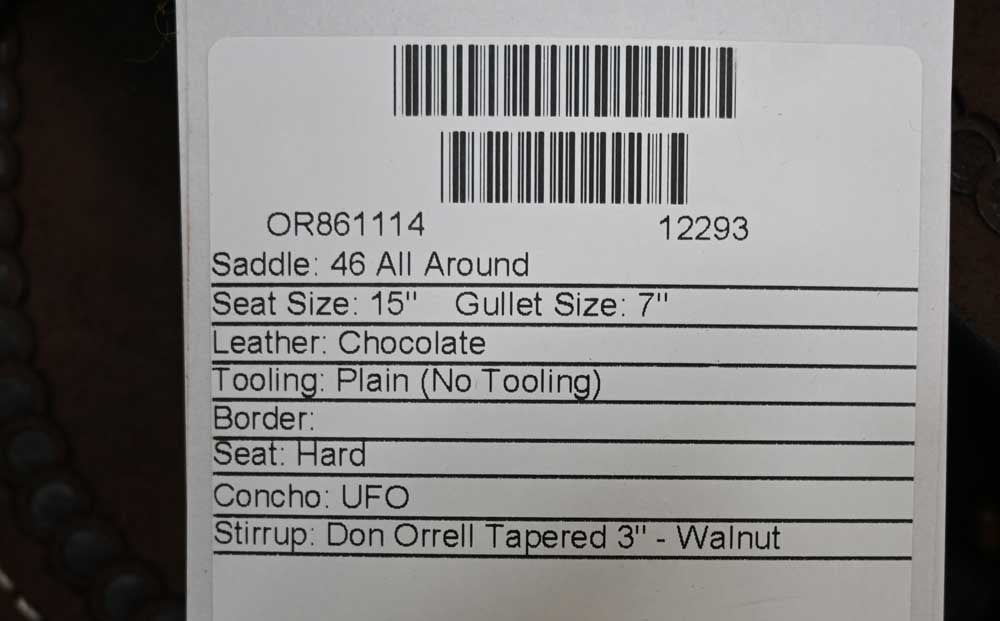 OR861114 12293
Saddle: 46 All Around
Seat Size: 15" Gullet Size: 7"
Leather: Chocolate
Tooling: Plain (No Tooling)
Border:
Seat: Hard
Concho: UFO
Stirrup: Don Orrell Tapered 3" - Walnut